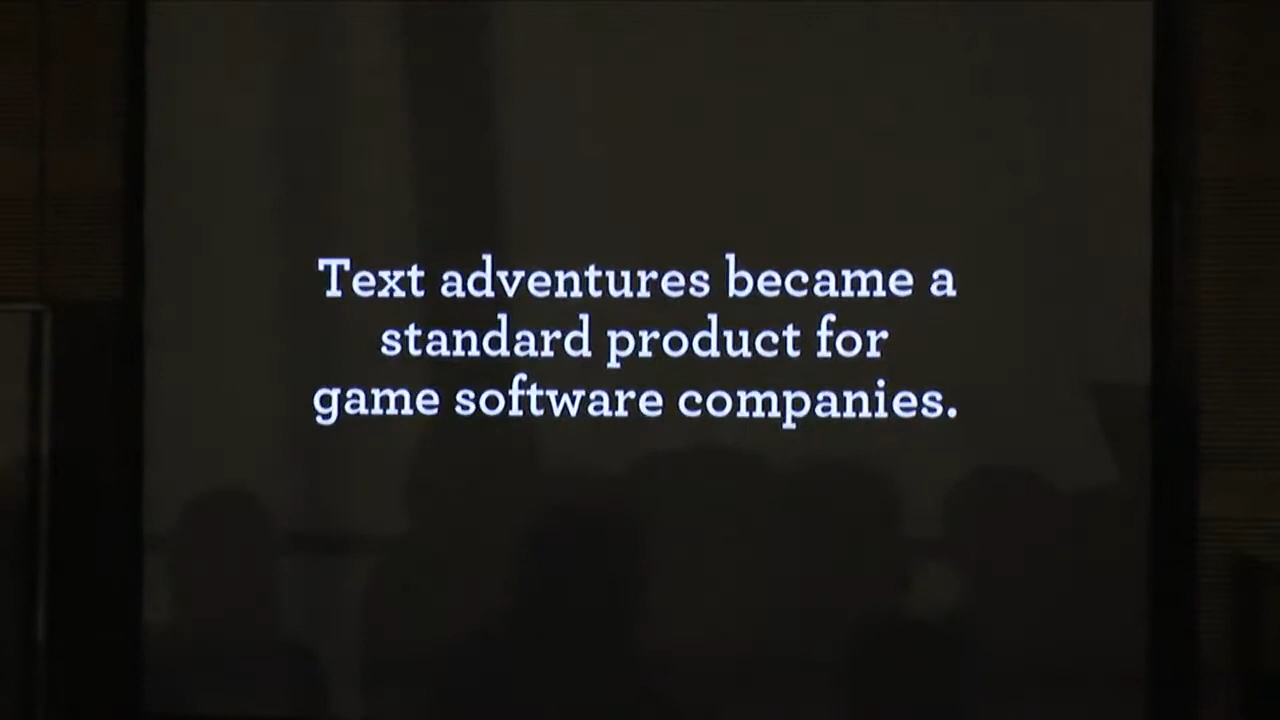 Text adventures became a
standard product for
game software companies.